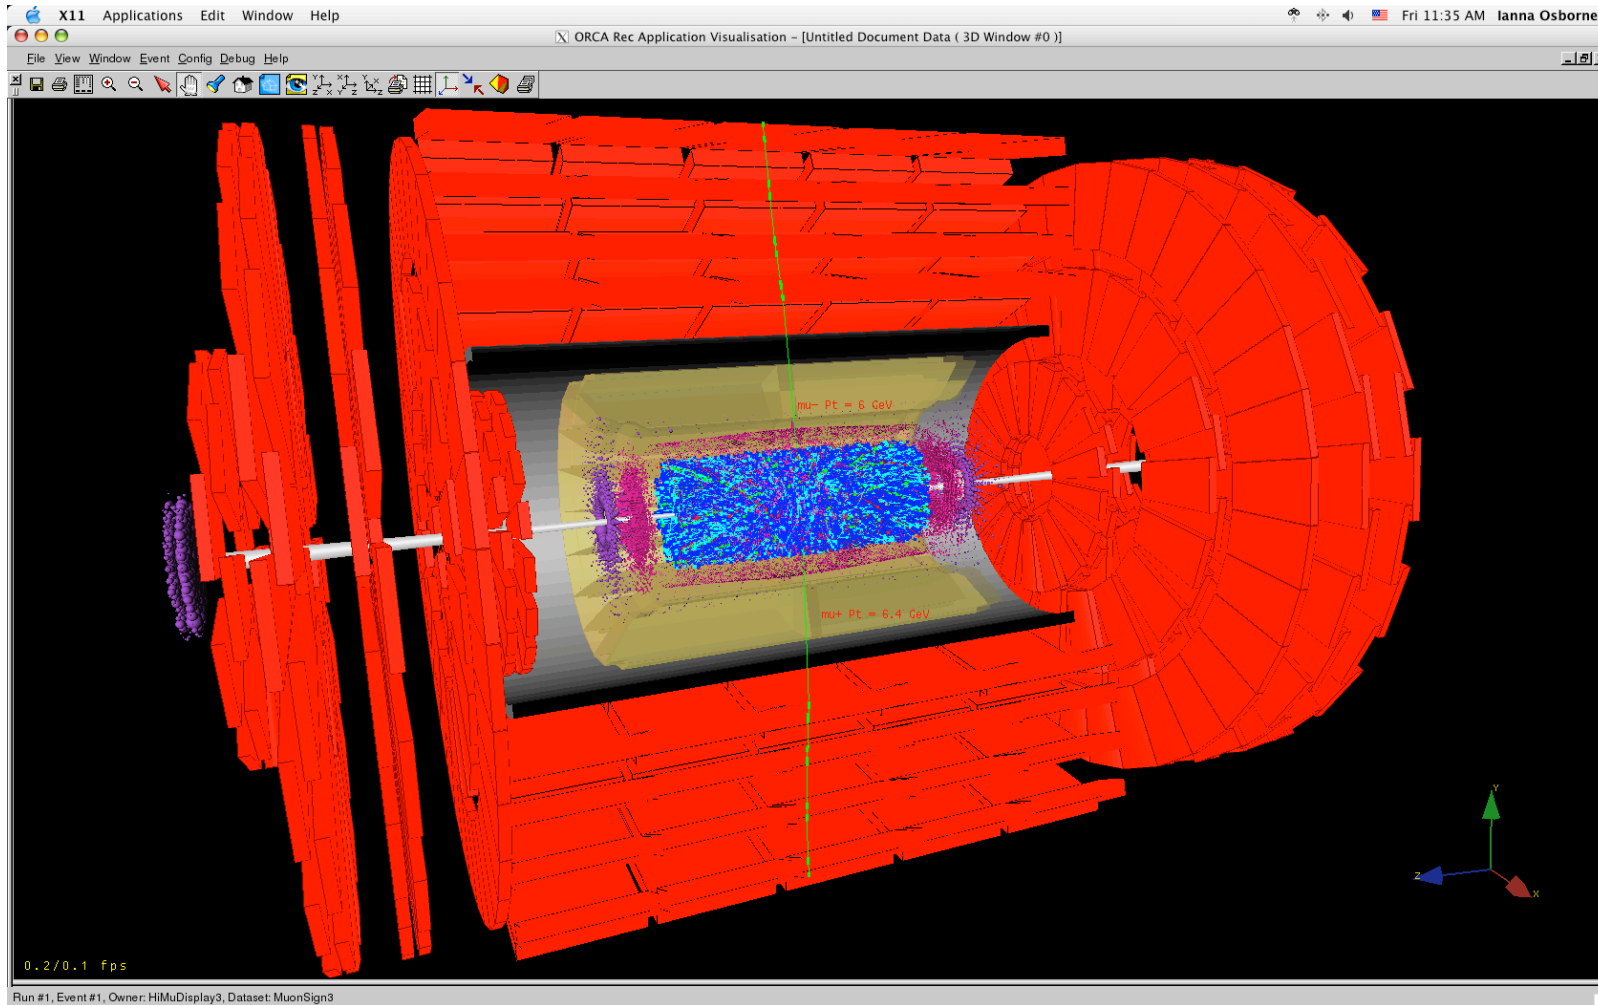 X11 Applications Edit Window Help Fri 11:35 AM Ianna Osborne
X ORCA Rec Application Visualisation – [Untitled Document Data ( 3D Window #0 )]
File View Window Event Config Debug Help
mu- Pt = 6 GeV
mu+ Pt = 6.4 GeV
Y
Z
X
0.2/0.1 fps
Run #1, Event #1, Owner: HiMuDisplay3, Dataset: MuonSign3